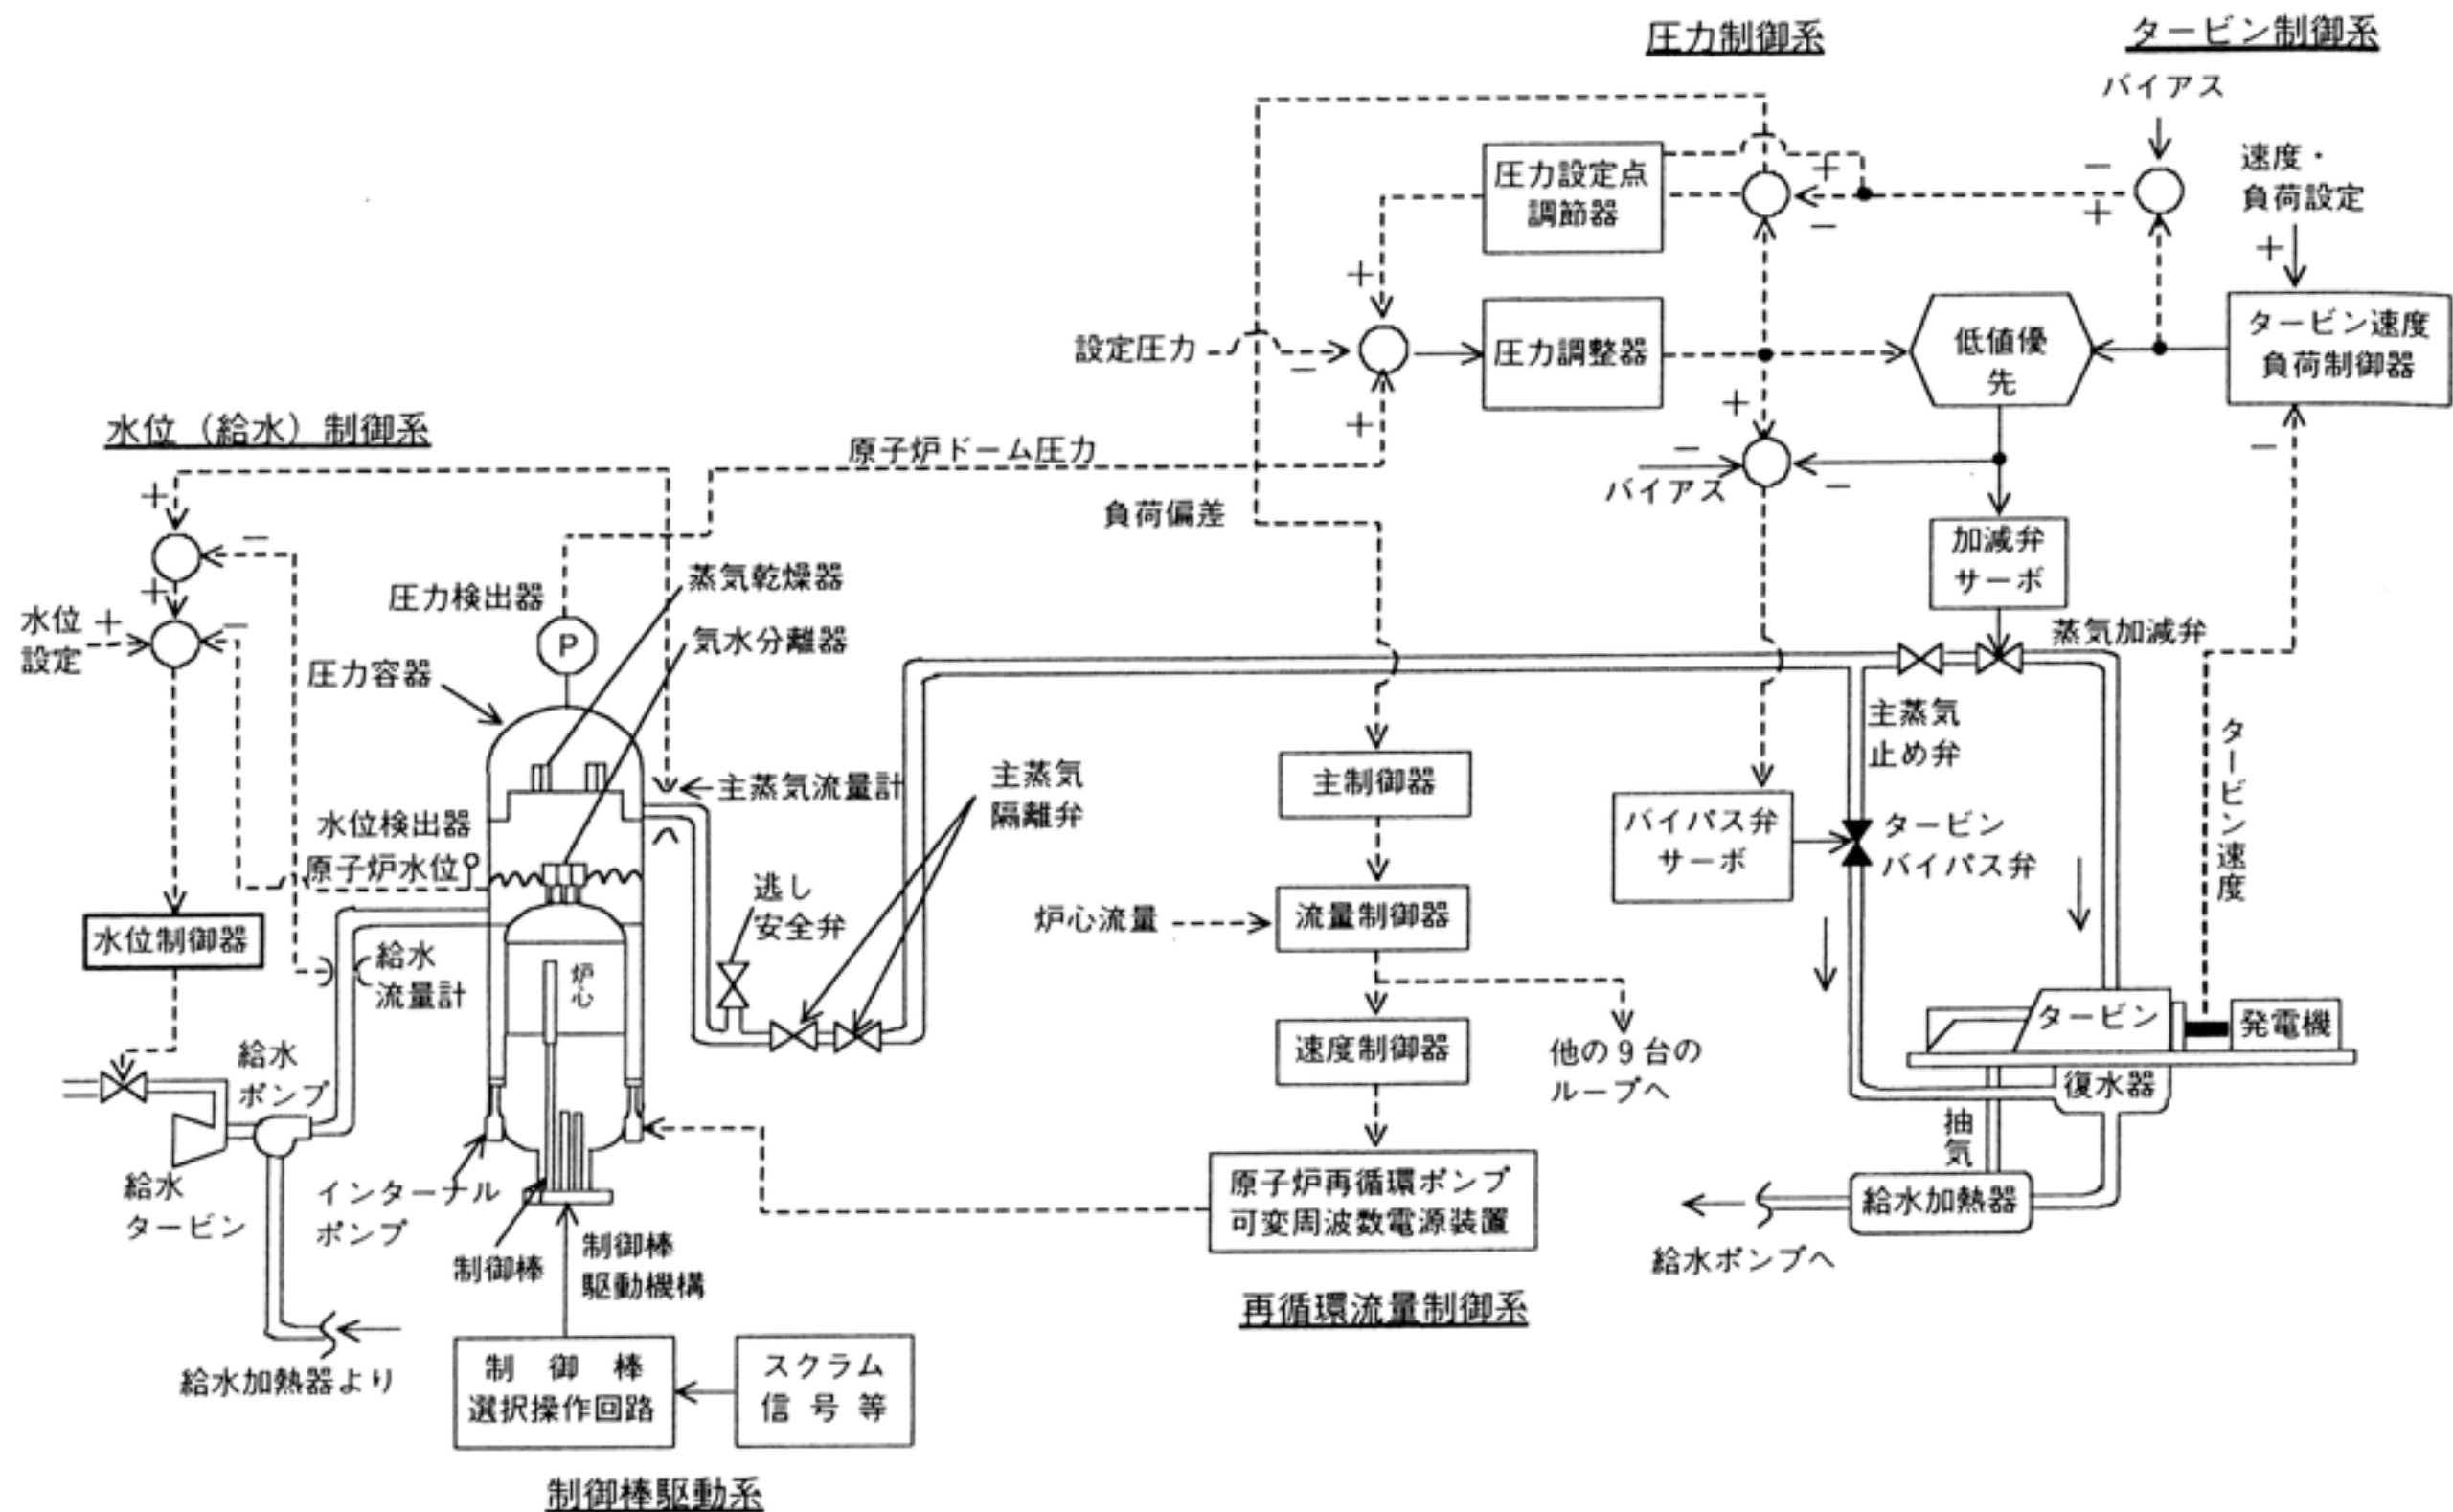 圧力制御系
タービン制御系
バイアス
速度・
負荷設定
+
−
+
圧力設定点
調節器
+
−
+
設定圧力
−
+
圧力調整器
低値優
先
タービン速度
負荷制御器
−
+
−
バイアス
−
水位(給水)制御系
原子炉ドーム圧力
負荷偏差
+
−
+
水位
設定
+
−
加減弁
サーボ
蒸気加減弁
蒸気乾燥器
圧力検出器
P
気水分離器
圧力容器
主蒸気
止め弁
タービン速度
主蒸気流量計
主蒸気
隔離弁
主制御器
バイパス弁
サーボ
タービン
バイパス弁
水位検出器
原子炉水位
逃し
安全弁
炉心流量
流量制御器
水位制御器
給水
流量計
炉心
速度制御器
他の9台の
ループへ
タービン
発電機
復水器
抽気
給水
ポンプ
給水
タービン
インターナル
ポンプ
制御棒
制御棒
駆動機構
原子炉再循環ポンプ
可変周波数電源装置
給水加熱器
給水ポンプへ
再循環流量制御系
給水加熱器より
制御棒
選択操作回路
スクラム
信号等
制御棒駆動系